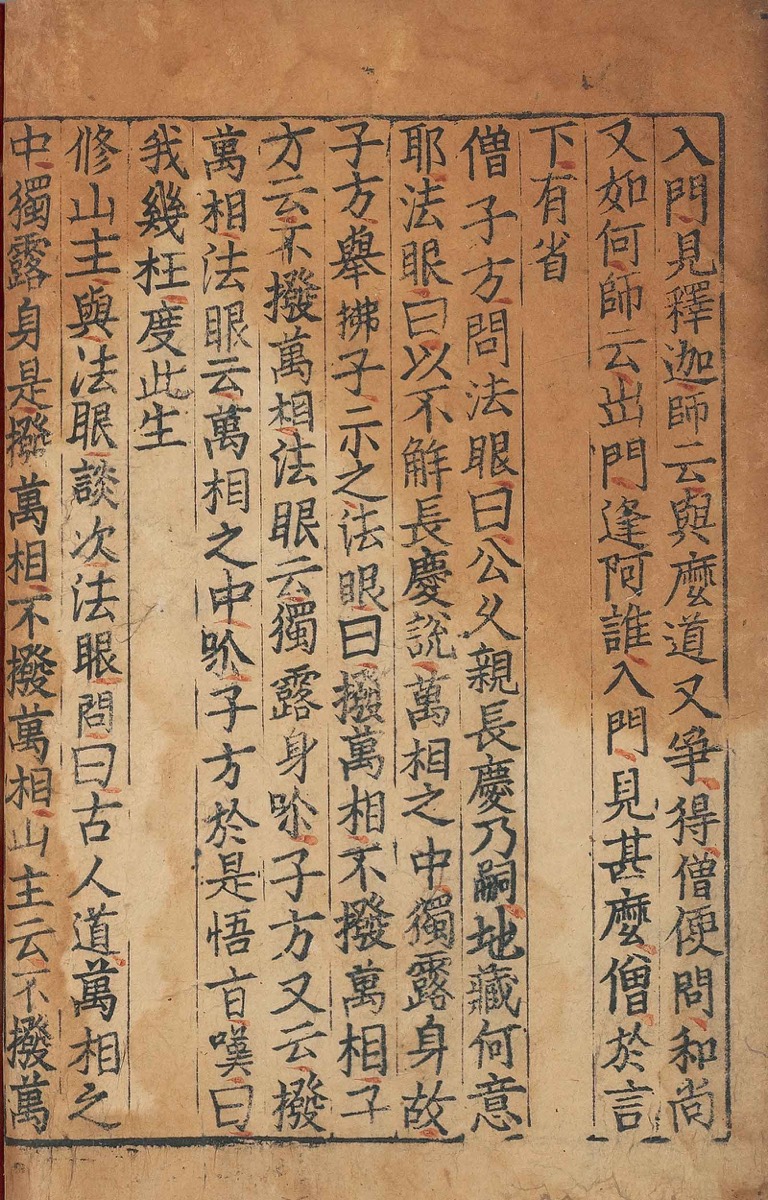 入門見釋迦師云與麼道又爭得僧便問和尚
又如何師云出門逢阿誰入門見甚麼僧於言
下有省
僧子方問法眼曰公久親長慶乃嗣地藏何意
耶法眼曰以不觧長慶說萬相之中獨露身故
子方舉拂子示之法眼曰撥萬相不撥萬相子
方云不撥萬相法眼云獨露身吩子方又云撥
萬相法眼云萬相之中吩子方於是悟旨嘆曰
我幾枉度此生
修山主與法眼談次法眼問曰古人道萬相之
中獨露身是撥萬相不撥萬相山主云不撥萬